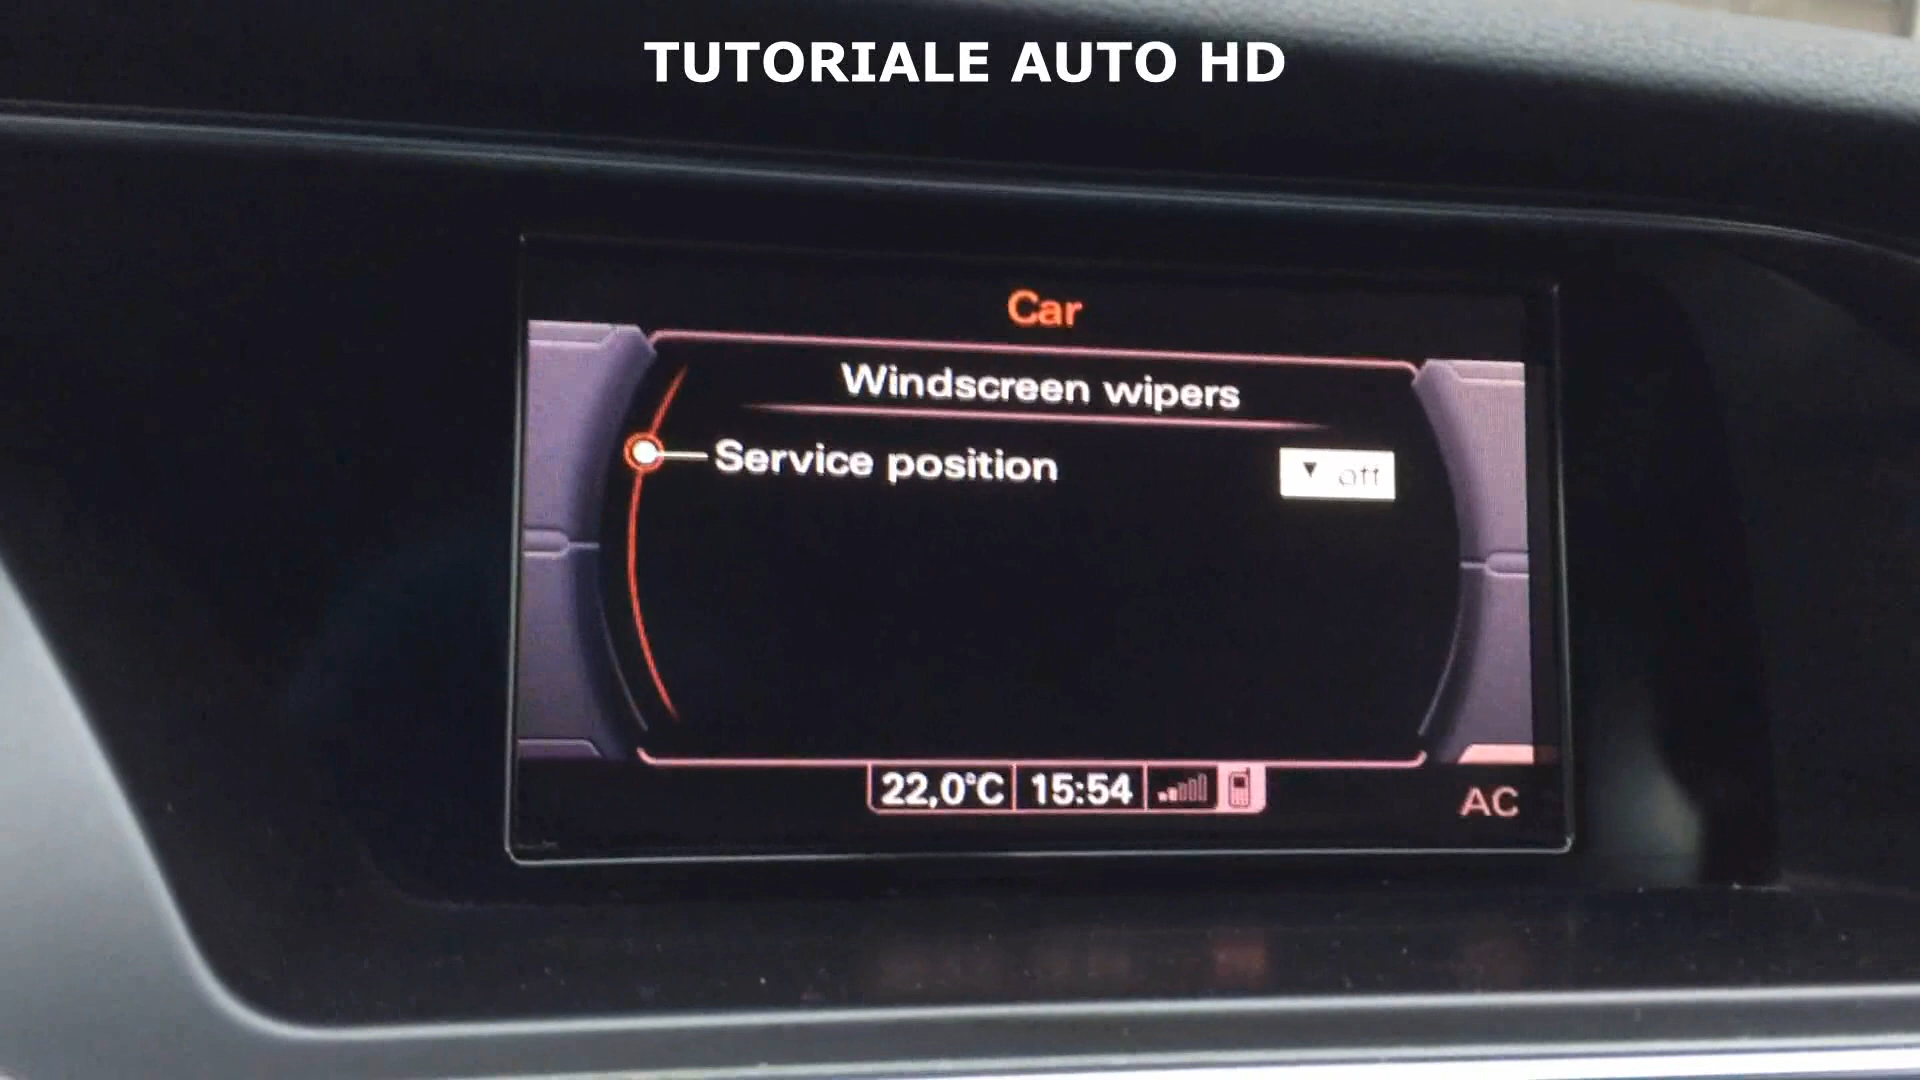 TUTORIALE AUTO HD
Car
Windscreen wipers
Service position
off
22,0°C 15:54
AC